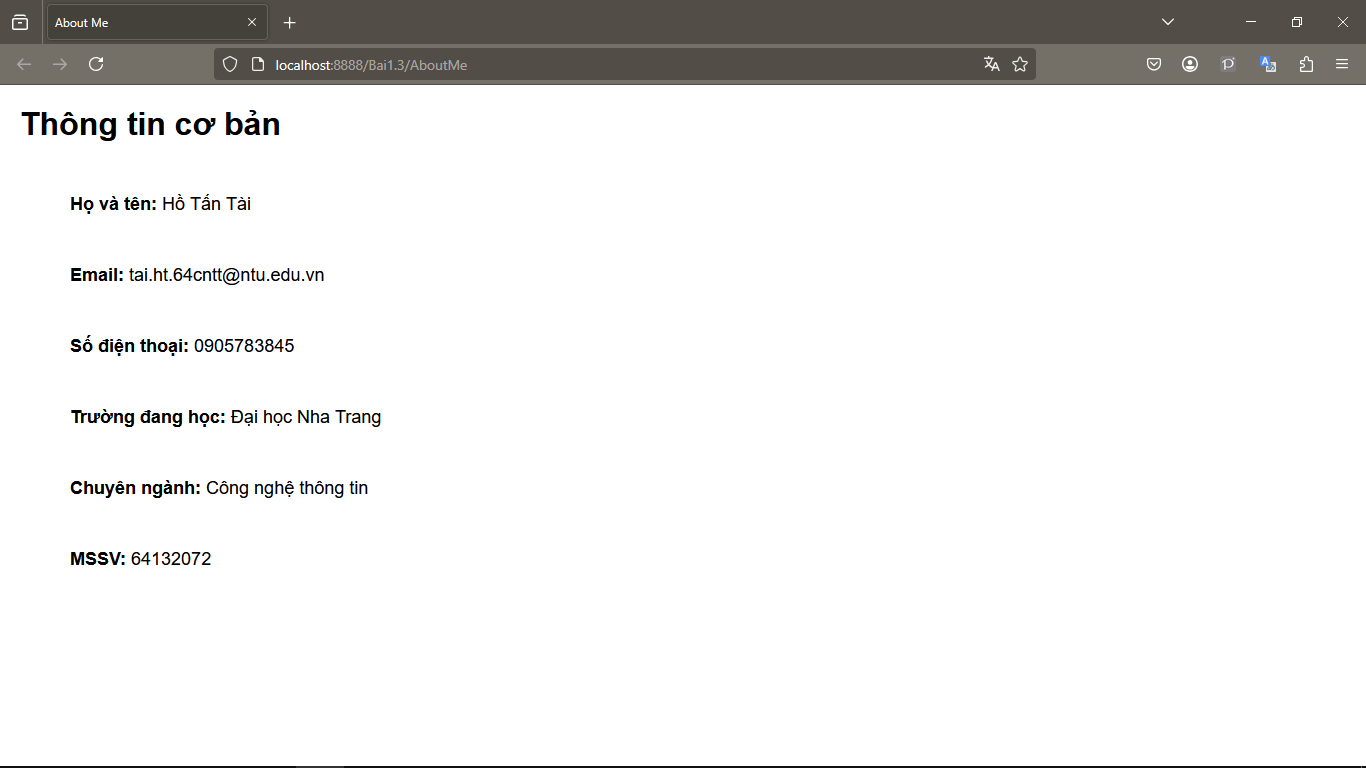 About Me
localhost:8888/Bai1.3/AboutMe
Thông tin cơ bản
Họ và tên: Hồ Tấn Tài
Email: tai.ht.64cntt@ntu.edu.vn
Số điện thoại: 0905783845
Trường đang học: Đại học Nha Trang
Chuyên ngành: Công nghệ thông tin
MSSV: 64132072